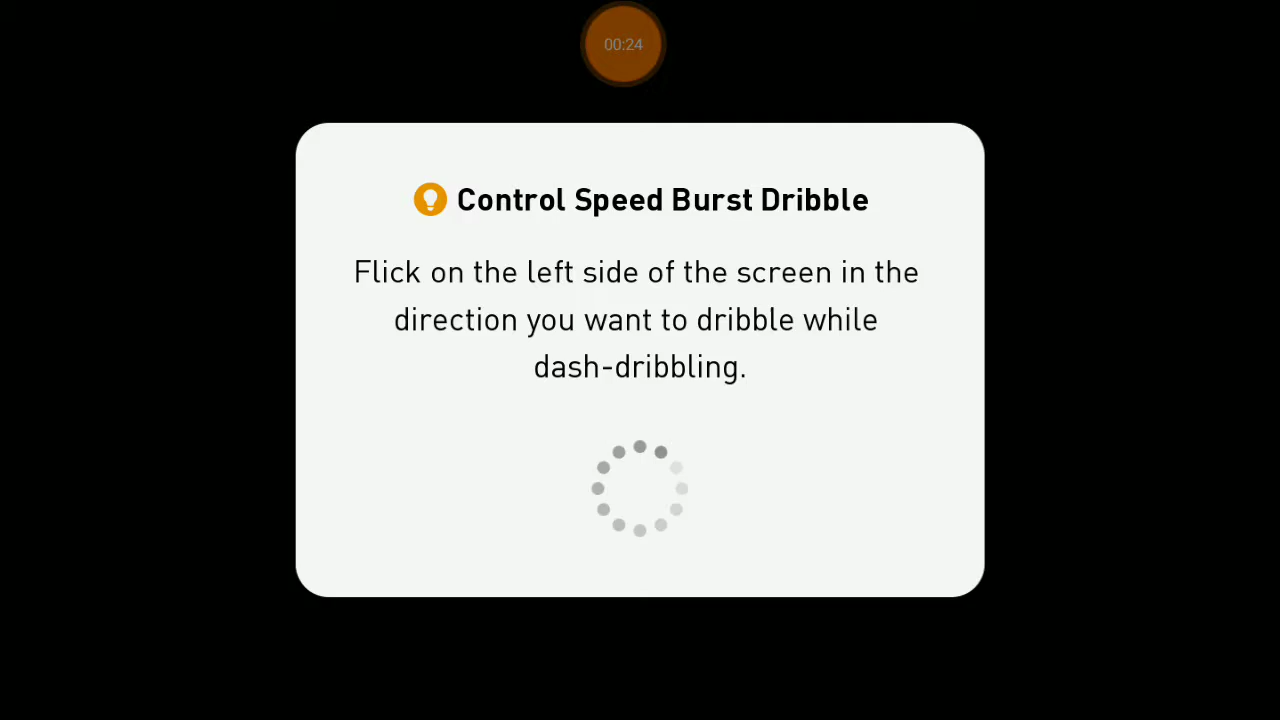 00:24
Control Speed Burst Dribble
Flick on the left side of the screen in the
direction you want to dribble while
dash-dribbling.